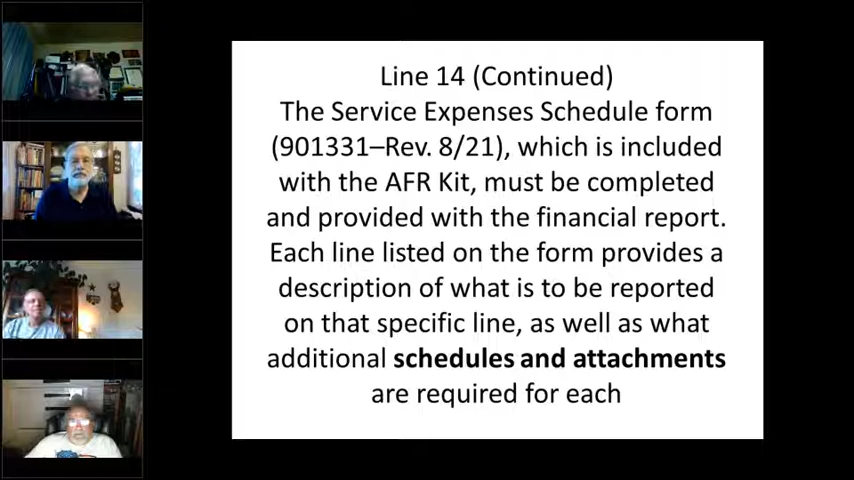 Line 14 (Continued)
The Service Expenses Schedule form
(901331–Rev. 8/21), which is included
with the AFR Kit, must be completed
and provided with the financial report.
Each line listed on the form provides a
description of what is to be reported
on that specific line, as well as what
additional schedules and attachments
are required for each